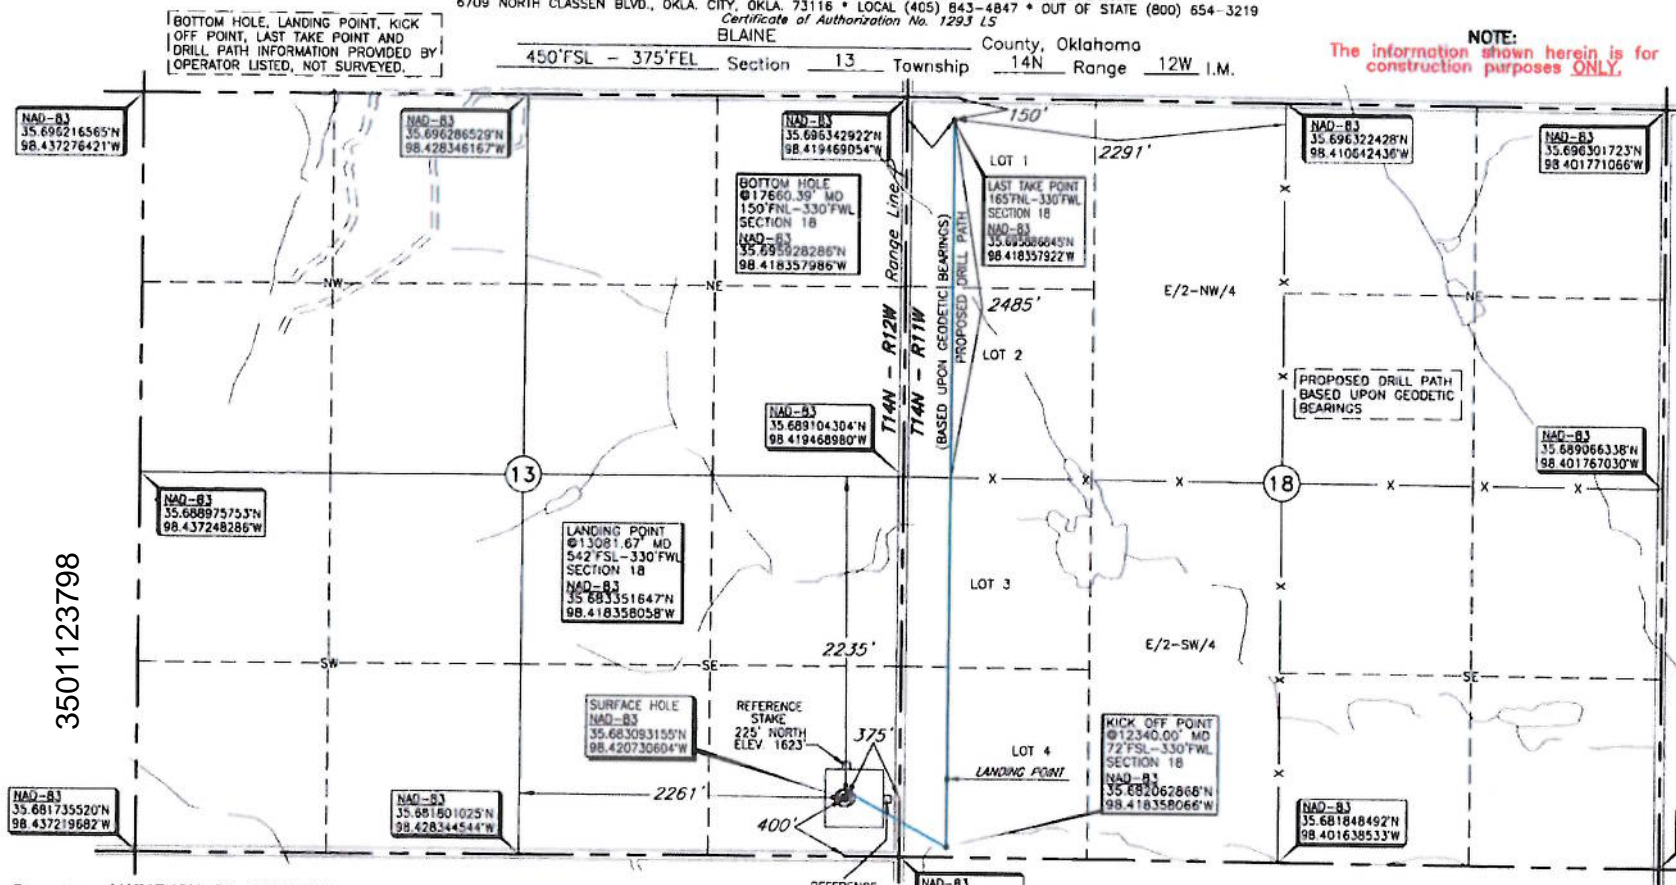 6709 NORTH CLASSEN BLVD., OKLA. CITY, OKLA. 73116 * LOCAL (405) 843-4847 * OUT OF STATE (800) 654-3219
Certificate of Authorization No. 1293 LS
BOTTOM HOLE, LANDING POINT, KICK
OFF POINT, LAST TAKE POINT AND
DRILL PATH INFORMATION PROVIDED BY
OPERATOR LISTED, NOT SURVEYED.
BLAINE
County, Oklahoma
450'FSL - 375'FEL Section 13 Township 14N Range 12W I.M.
NOTE:
The information shown herein is for
construction purposes ONLY.
NAD-83
35.696216565'N
98.437276421'W
NAD-83
35.696286529'N
98.428346167'W
NAD-83
35.696342922'N
98.419469054'W
150'
2291'
NAD-83
35.696322428'N
98.410642436'W
NAD-83
35.696301723'N
98.401771066'W
LOT 1
BOTTOM HOLE
@17660.39' MD
150'FNL-330'FWL
SECTION 18
NAD-83
35.695928286'N
98.418357986'W
LAST TAKE POINT
165'FNL-330'FWL
SECTION 18
NAD-83
35.695886845'N
98.418357922'W
Range Line
T14N - R12W
T14N - R11W
(BASED UPON GEODETIC BEARINGS)
PROPOSED DRILL PATH
NW
NE
E/2-NW/4
NE
2485'
LOT 2
PROPOSED DRILL PATH
BASED UPON GEODETIC
BEARINGS
NAD-83
35.689104304'N
98.419468980'W
NAD-83
35.689066338'N
98.401767030'W
13
X X X
18
X X X
NAD-83
35.688975753'N
98.437248286'W
LANDING POINT
@13081.67' MD
542'FSL-330'FWL
SECTION 18
NAD-83
35.683351647'N
98.418358058'W
3501123798
LOT 3
2235'
E/2-SW/4
SW
SE
SE
SURFACE HOLE
NAD-83
35.683093155'N
98.420730604'W
REFERENCE
STAKE
225' NORTH
ELEV. 1623'
375'
LOT 4
LANDING POINT
KICK OFF POINT
@12340.00' MD
72'FSL-330'FWL
SECTION 18
NAD-83
35.682062868'N
98.418358066'W
2261'
400'
NAD-83
35.681735520'N
98.437219682'W
NAD-83
35.681801025'N
98.428344544'W
NAD-83
35.681848492'N
98.401638533'W
REFERENCE
NAD-83